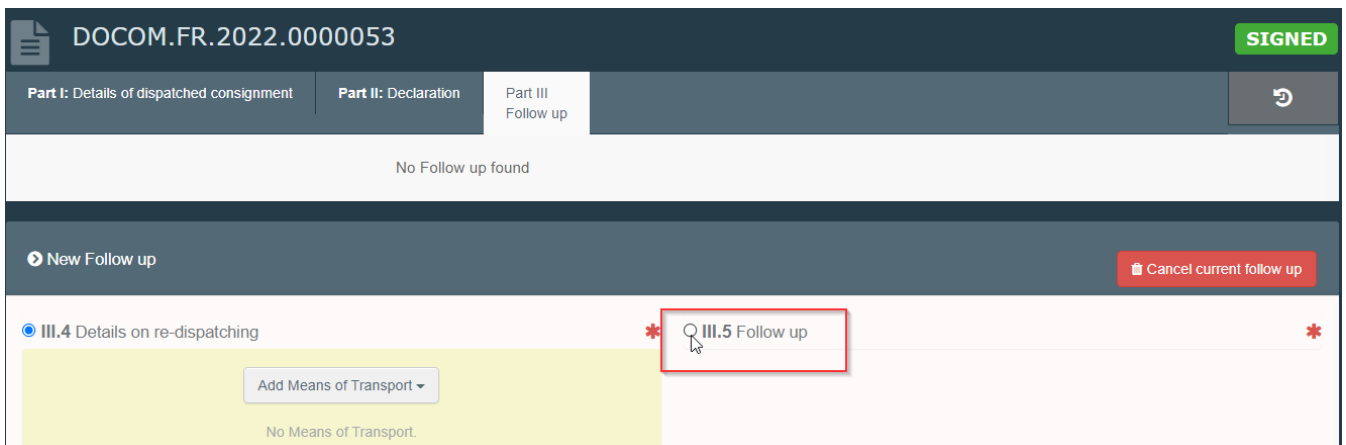 DOCOM.FR.2022.0000053
SIGNED
Part I: Details of dispatched consignment
Part II: Declaration
Part III
Follow up
No Follow up found
New Follow up
Cancel current follow up
III.4 Details on re-dispatching *
III.5 Follow up *
Add Means of Transport
No Means of Transport.